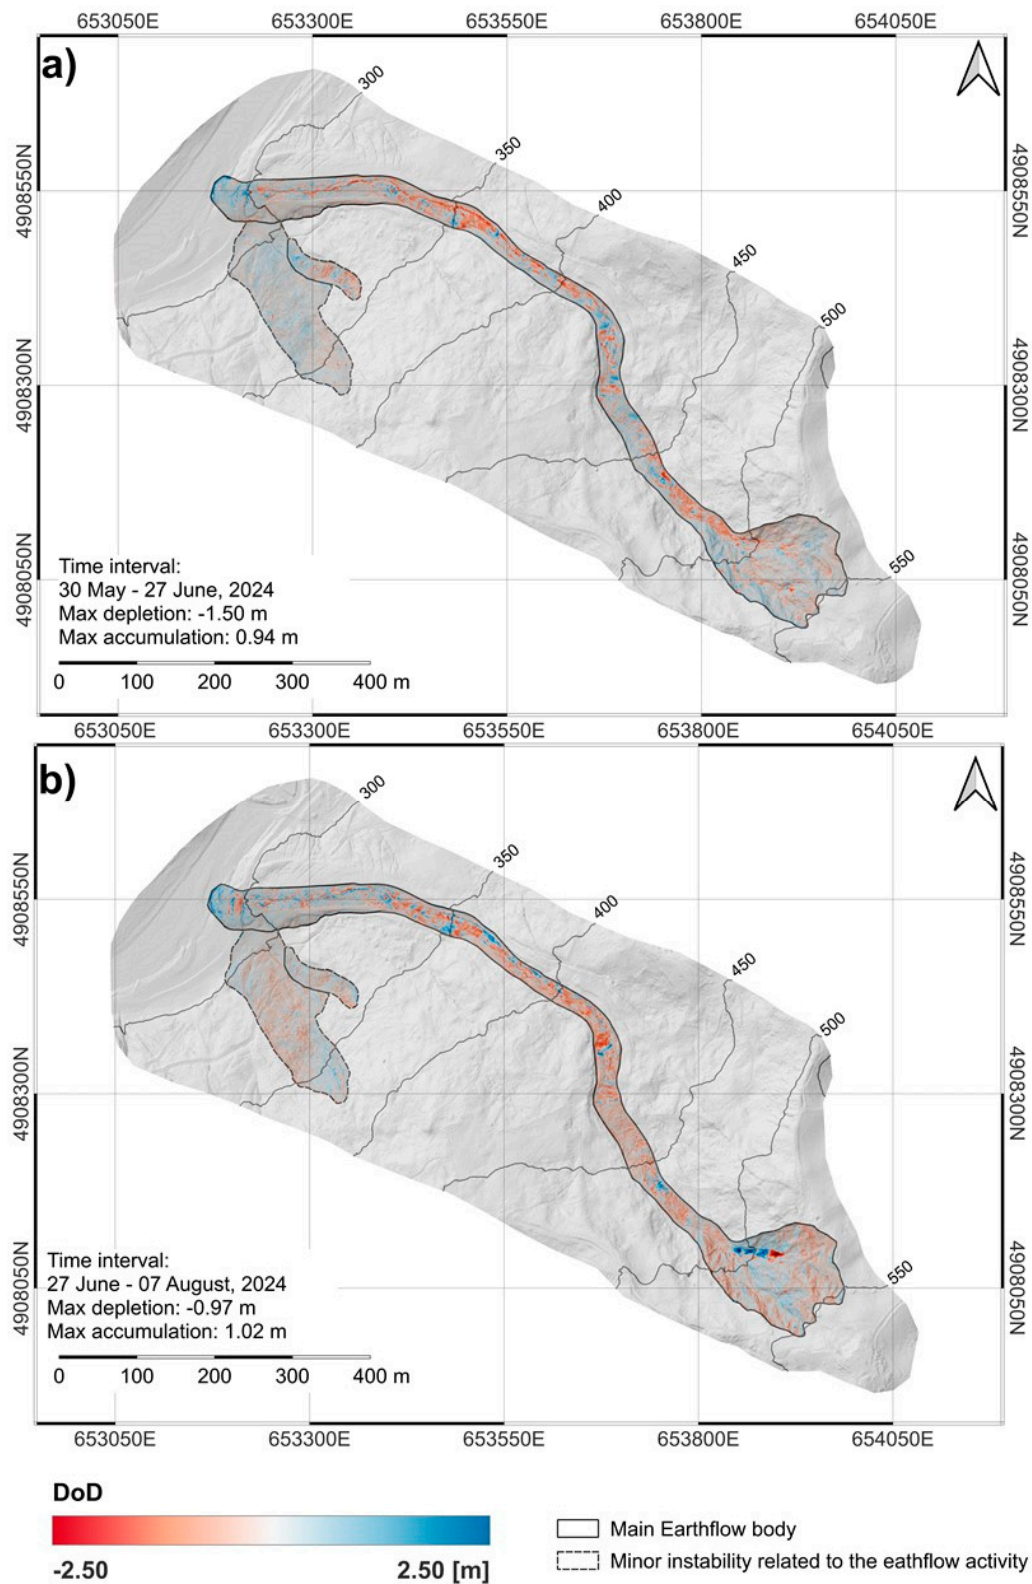 653050E 653300E 653550E 653800E 654050E
a)
300
350
400
450
500
550
4908550N 4908550N
4908300N 4908300N
4908050N 4908050N
Time interval:
30 May - 27 June, 2024
Max depletion: -1.50 m
Max accumulation: 0.94 m
0 100 200 300 400 m
653050E 653300E 653550E 653800E 654050E
b)
300
350
400
450
500
550
4908550N 4908550N
4908300N 4908300N
4908050N 4908050N
Time interval:
27 June - 07 August, 2024
Max depletion: -0.97 m
Max accumulation: 1.02 m
0 100 200 300 400 m
653050E 653300E 653550E 653800E 654050E
DoD
-2.50 2.50 [m]
Main Earthflow body
Minor instability related to the eathflow activity